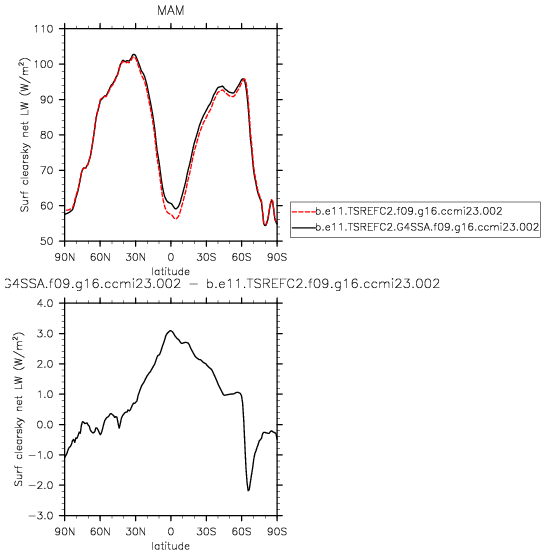 MAM
110
100
90
80
70
60
50
Surf clearsky net LW (W/m²)
90N 60N 30N 0 30S 60S 90S
latitude
b.e11.TSREFC2.f09.g16.ccmi23.002
b.e11.TSREFC2.G4SSA.f09.g16.ccmi23.002
G4SSA.f09.g16.ccmi23.002 − b.e11.TSREFC2.f09.g16.ccmi23.002
4.0
3.0
2.0
1.0
0.0
−1.0
−2.0
−3.0
Surf clearsky net LW (W/m²)
90N 60N 30N 0 30S 60S 90S
latitude